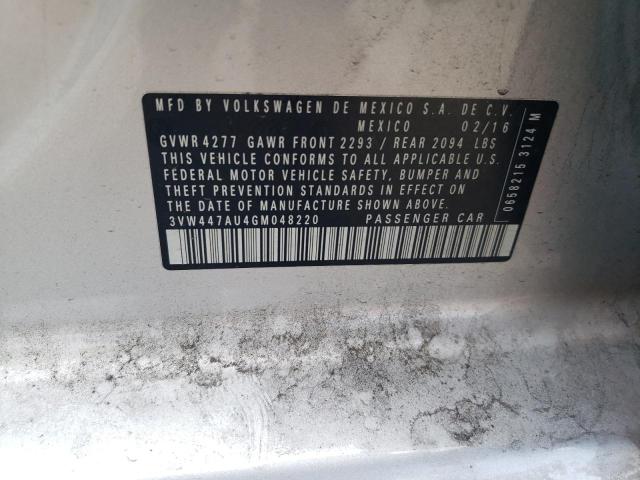 MFD BY VOLKSWAGEN DE MEXICO S.A. DE C.V.
MEXICO 02/16
GVWR 4277 GAWR FRONT 2293 / REAR 2094 LBS
THIS VEHICLE CONFORMS TO ALL APPLICABLE U.S.
FEDERAL MOTOR VEHICLE SAFETY, BUMPER AND
THEFT PREVENTION STANDARDS IN EFFECT ON
THE DATE OF MANUFACTURE SHOWN ABOVE.
3VW447AU4GM048220 PASSENGER CAR
0658215 3124 M